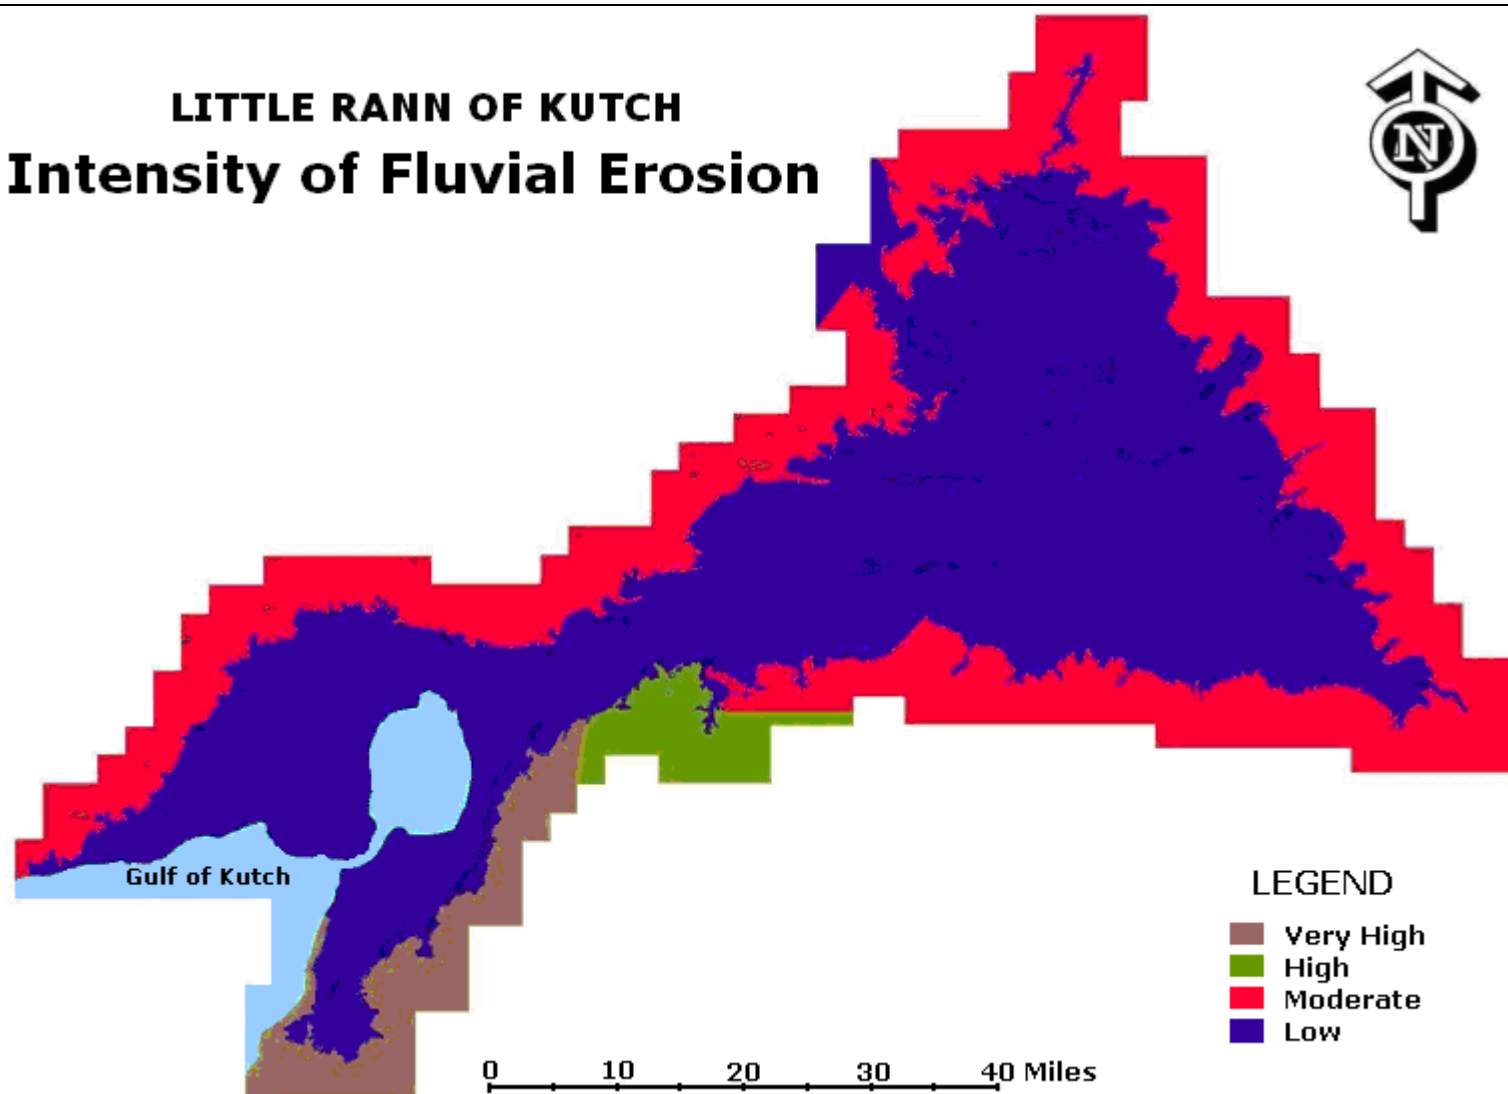 LITTLE RANN OF KUTCH
Intensity of Fluvial Erosion
N
Gulf of Kutch
LEGEND
Very High
High
Moderate
Low
0 10 20 30 40 Miles